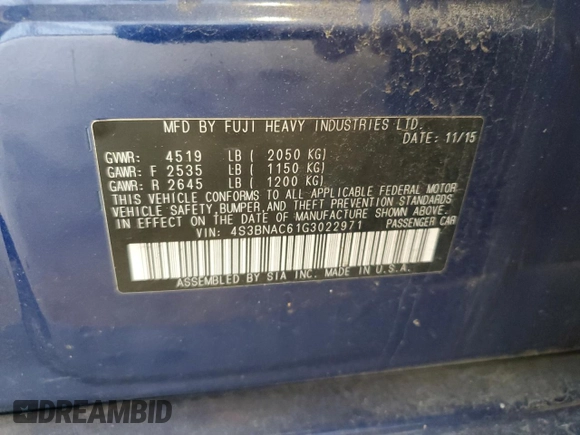 MFD BY FUJI HEAVY INDUSTRIES LTD.
DATE: 11/15
GVWR: 4519 LB ( 2050 KG)
GAWR: F 2535 LB ( 1150 KG)
GAWR: R 2645 LB ( 1200 KG)
THIS VEHICLE CONFORMS TO ALL APPLICABLE FEDERAL MOTOR
VEHICLE SAFETY, BUMPER, AND THEFT PREVENTION STANDARDS
IN EFFECT ON THE DATE OF MANUFACTURE SHOWN ABOVE.
VIN: 4S3BNAC61G3022971 PASSENGER CAR
ASSEMBLED BY SIA INC. MADE IN U.S.A.
DREAMBID